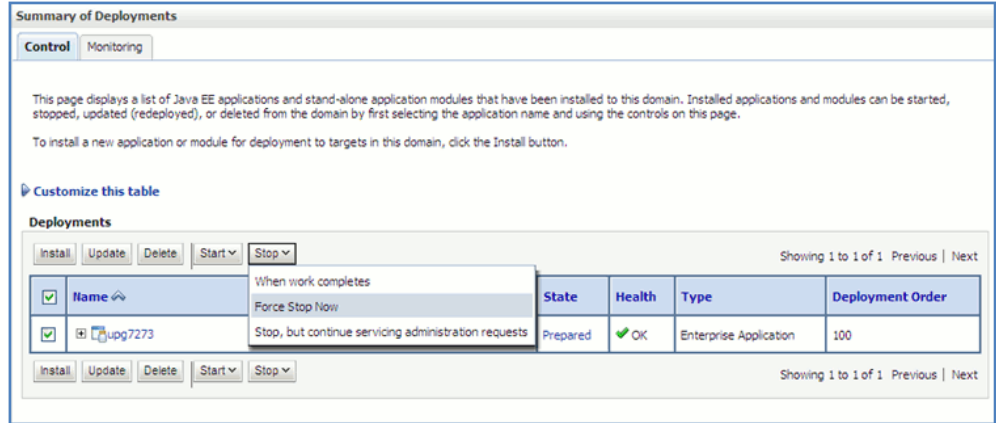 Summary of Deployments
Control Monitoring
This page displays a list of Java EE applications and stand-alone application modules that have been installed to this domain. Installed applications and modules can be started,
stopped, updated (redeployed), or deleted from the domain by first selecting the application name and using the controls on this page.
To install a new application or module for deployment to targets in this domain, click the Install button.
Customize this table
Deployments
Install Update Delete Start Stop Showing 1 to 1 of 1 Previous | Next
When work completes
Name State Health Type Deployment Order
Force Stop Now
Stop, but continue servicing administration requests
upg7273 Prepared OK Enterprise Application 100
Install Update Delete Start Stop Showing 1 to 1 of 1 Previous | Next